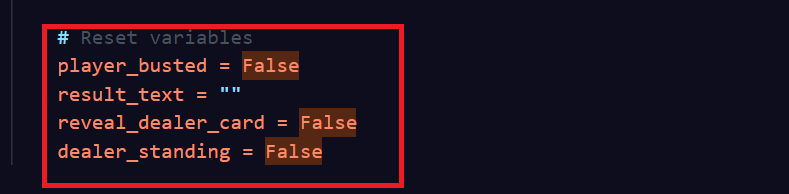 # Reset variables
player_busted = False
result_text = ""
reveal_dealer_card = False
dealer_standing = False